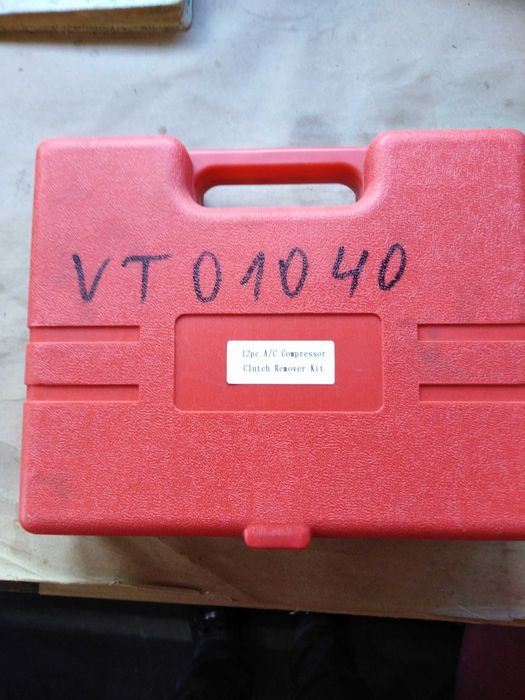 VT01040
12pc A/C Compressor
Clutch Remover Kit